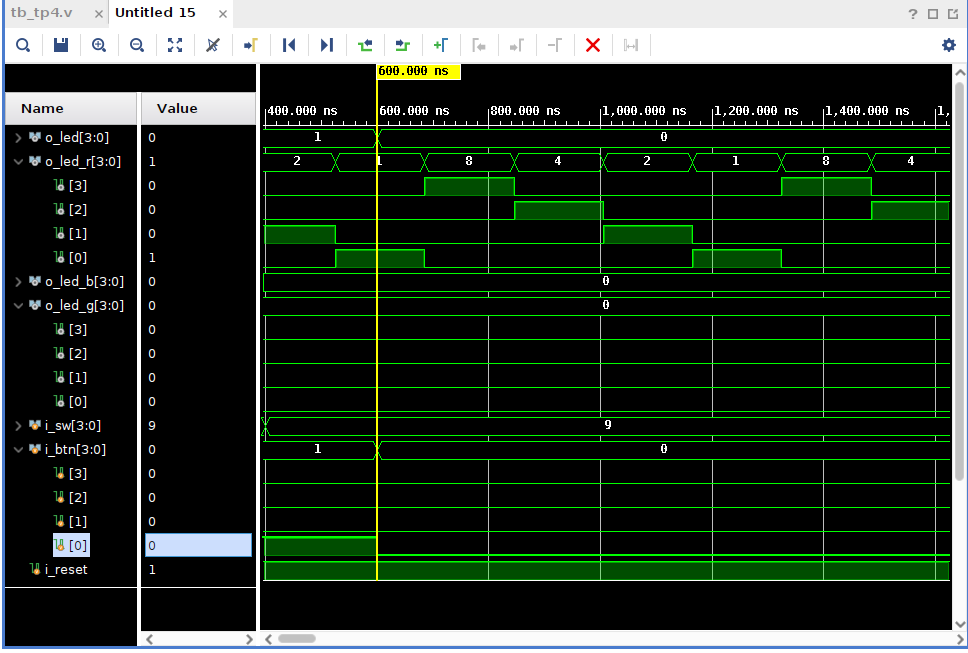 tb_tp4.v × Untitled 15 ×
?
600.000 ns
Name Value
400.000 ns 600.000 ns 800.000 ns 1,000.000 ns 1,200.000 ns 1,400.000 ns 1,
o_led[3:0] 0 1 0
o_led_r[3:0] 1 2 1 8 4 2 1 8 4
[3] 0
[2] 0
[1] 0
[0] 1
o_led_b[3:0] 0 0
o_led_g[3:0] 0 0
[3] 0
[2] 0
[1] 0
[0] 0
i_sw[3:0] 9 9
i_btn[3:0] 0 1 0
[3] 0
[2] 0
[1] 0
[0] 0
i_reset 1